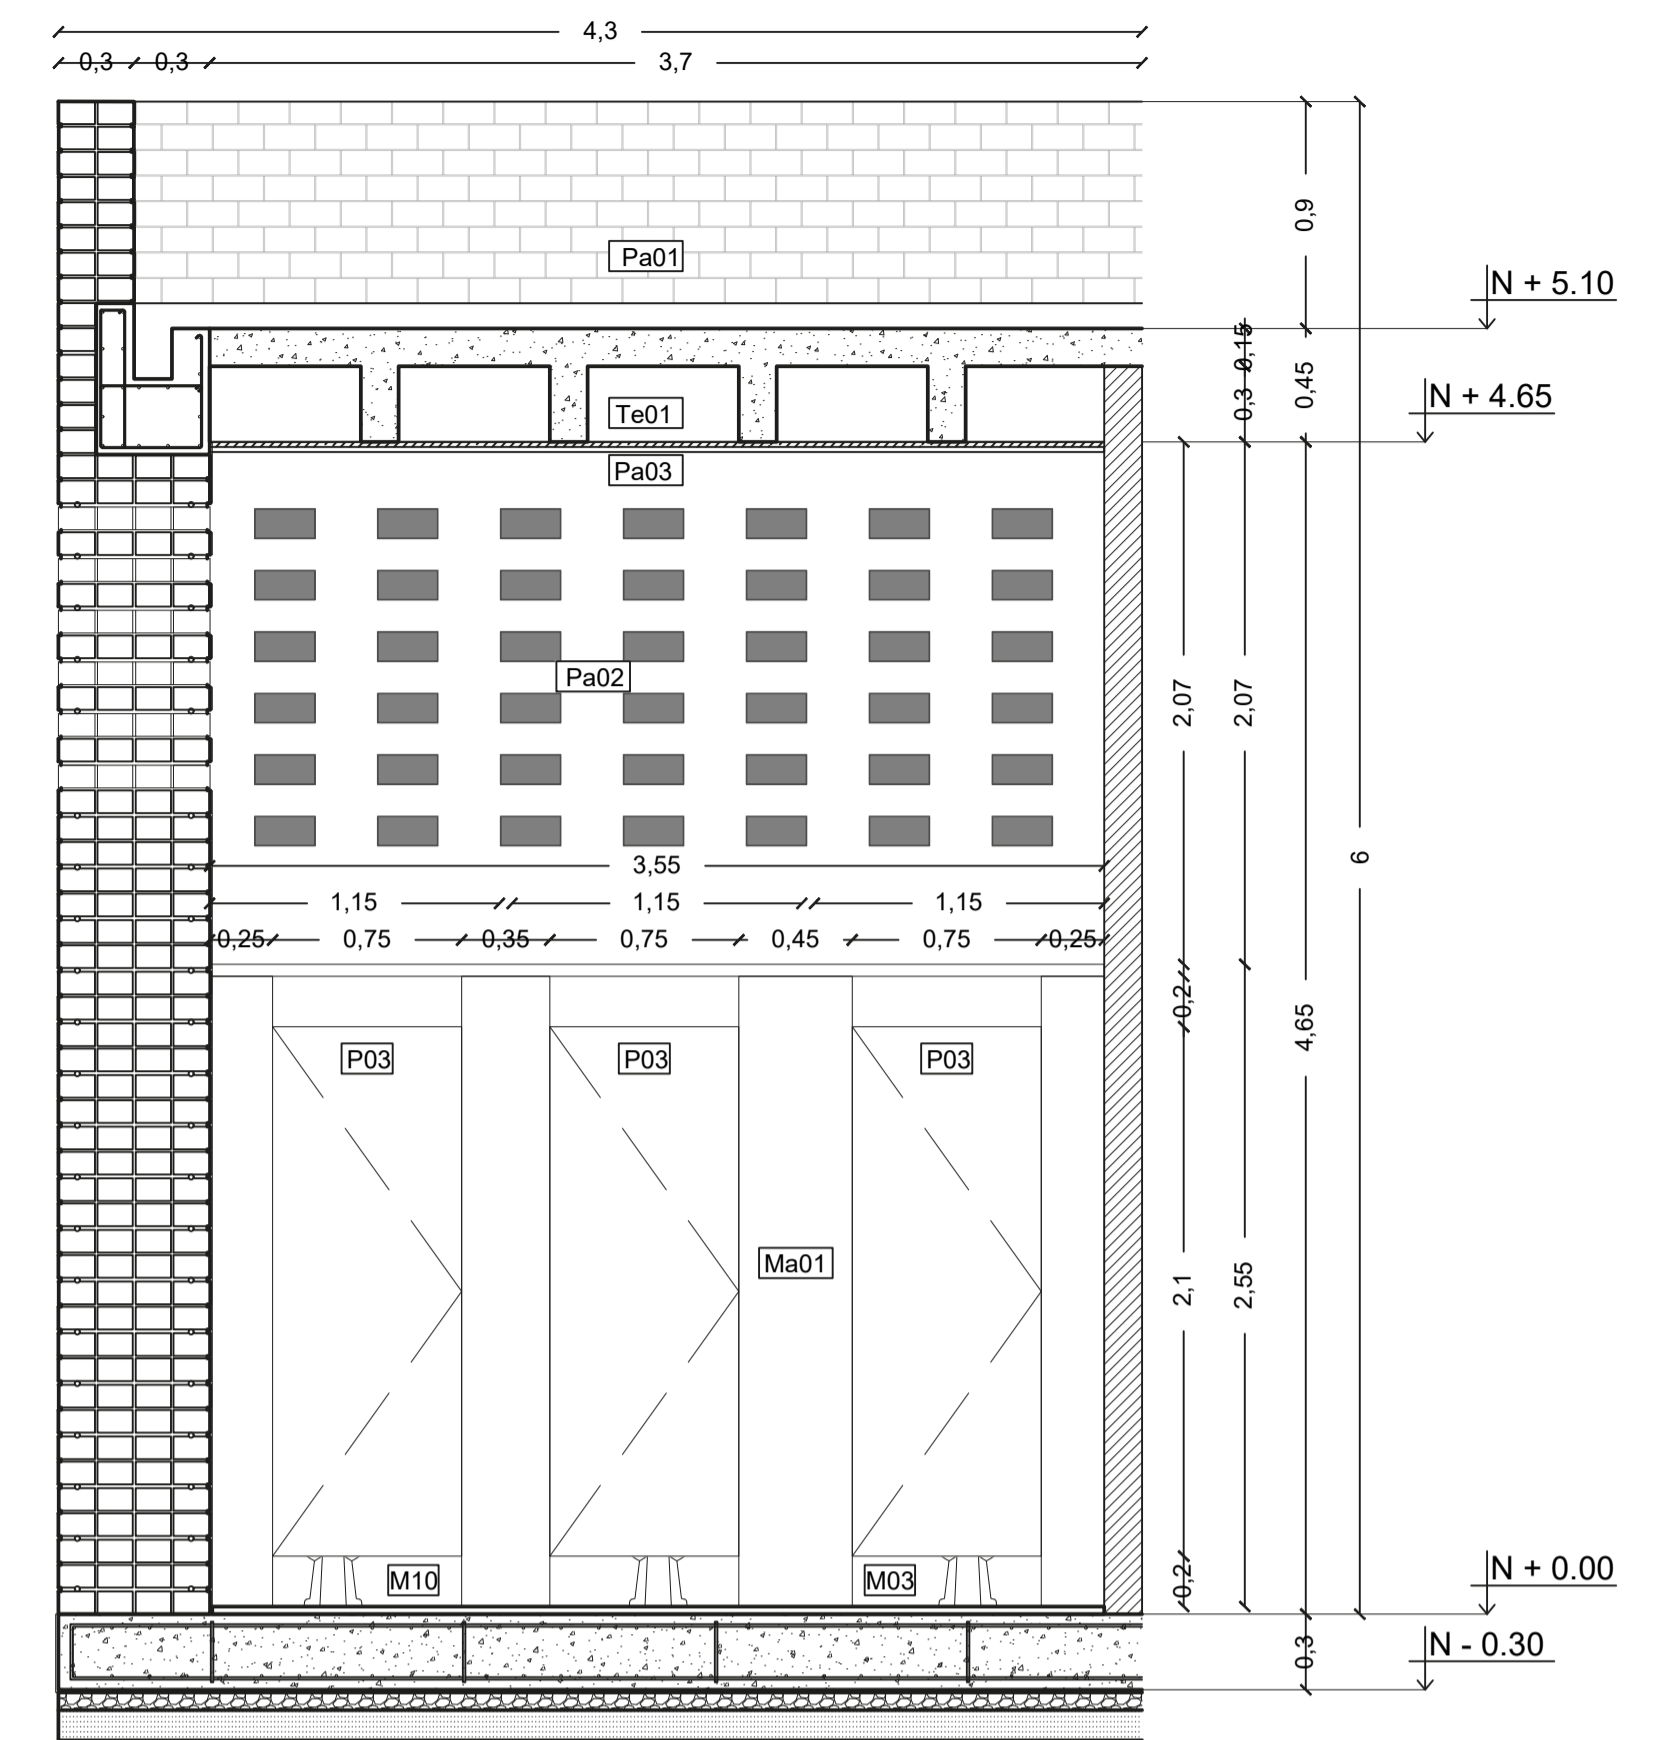 4,3
0,3 0,3 3,7
Pa01
0,9
N + 5.10
0,15
0,3
0,45
N + 4.65
Te01
Pa03
Pa02
2,07 2,07
3,55
1,15 1,15 1,15
0,25 0,75 0,35 0,75 0,45 0,75 0,25
6
0,2
4,65
P03 P03 P03
Ma01
2,1 2,55
M10 M03
0,2
N + 0.00
N - 0.30
0,3